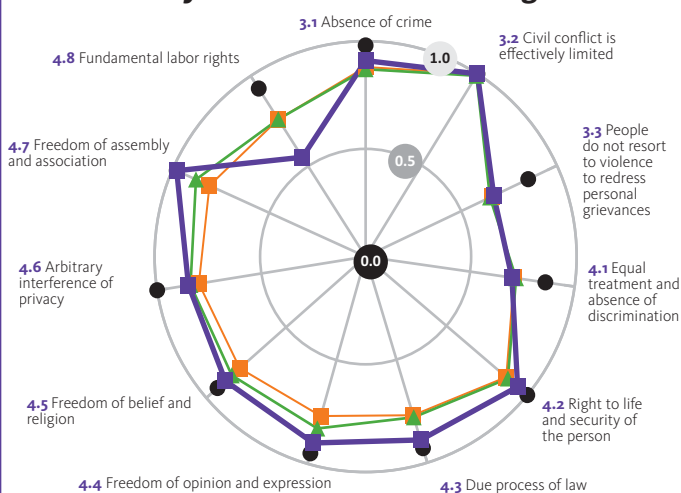 3.1 Absence of crime
3.2 Civil conflict is
effectively limited
4.8 Fundamental labor rights
1.0
3.3 People
do not resort
to violence
to redress
personal
grievances
4.7 Freedom of assembly
and association
0.5
0.0
4.6 Arbitrary
interference of
privacy
4.1 Equal
treatment and
absence of
discrimination
4.5 Freedom of belief and
religion
4.2 Right to life
and security of
the person
4.4 Freedom of opinion and expression
4.3 Due process of law